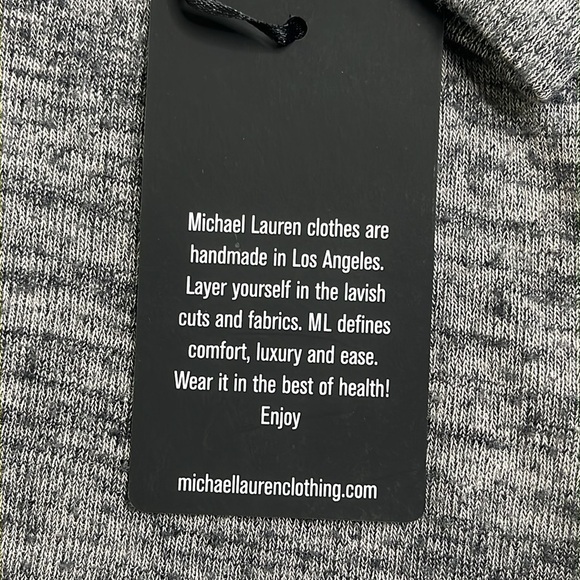 Michael Lauren clothes are
handmade in Los Angeles.
Layer yourself in the lavish
cuts and fabrics. ML defines
comfort, luxury and ease.
Wear it in the best of health!
Enjoy
michaellaurenclothing.com